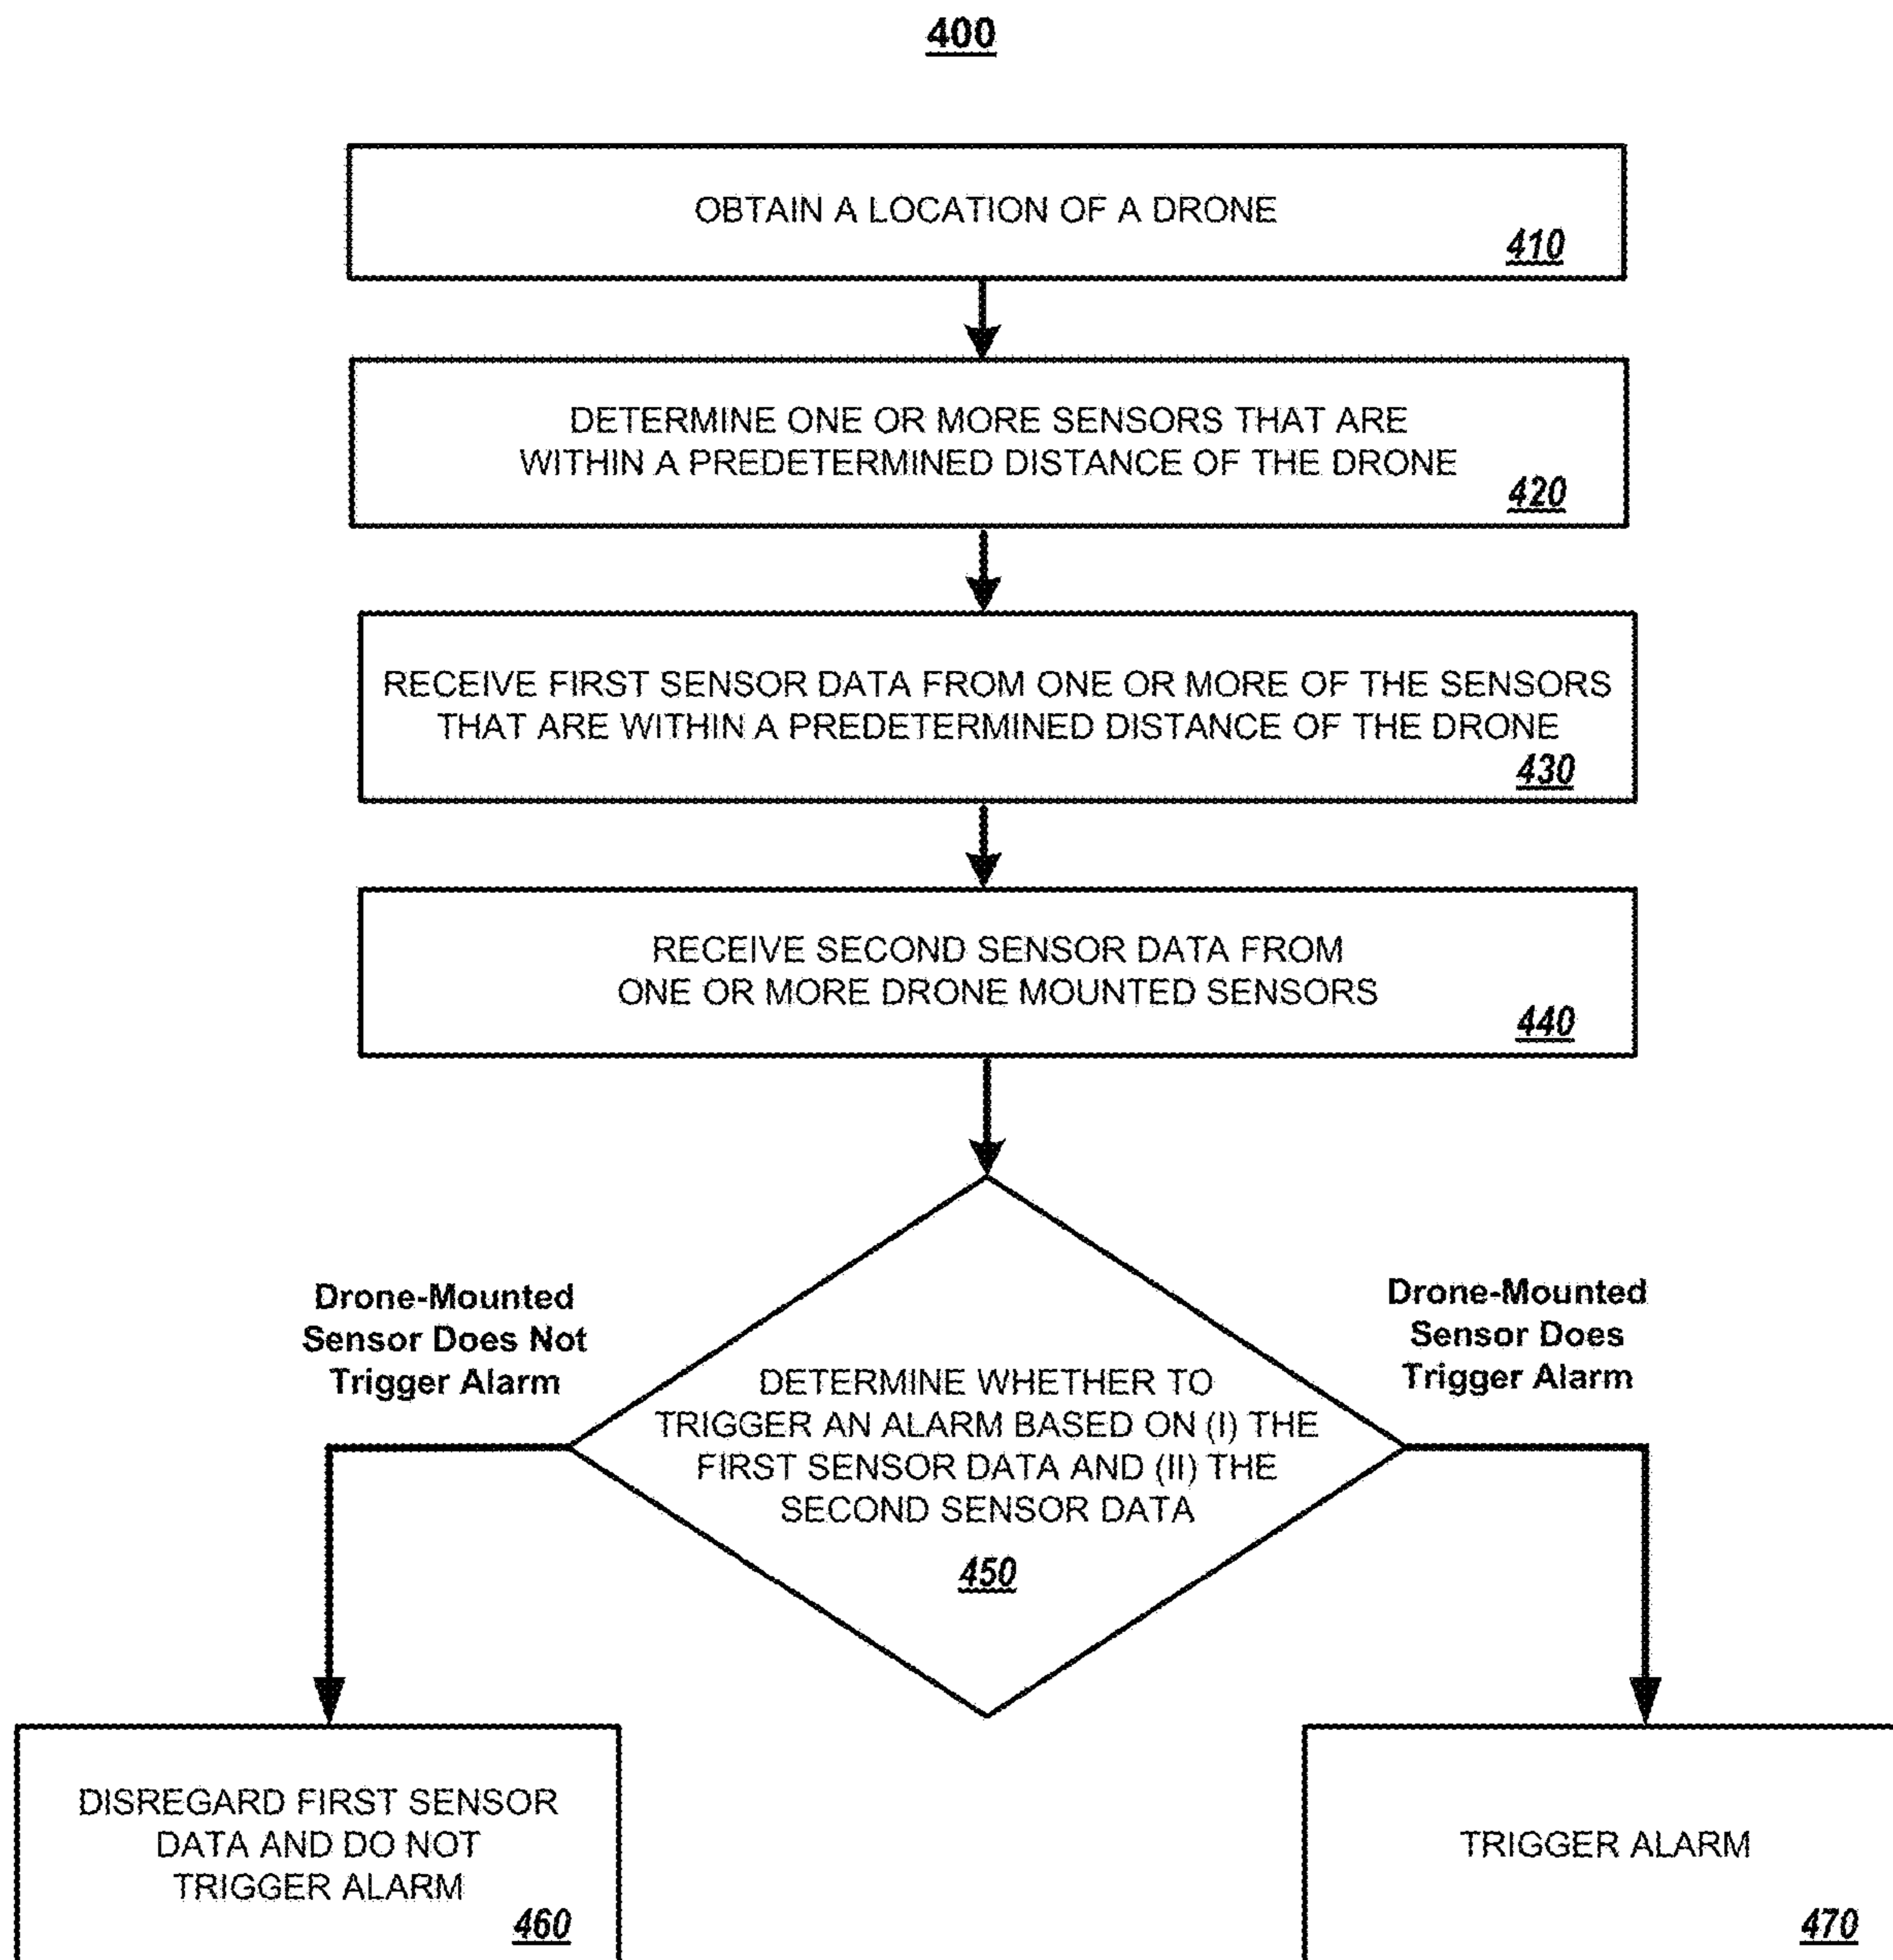 400
OBTAIN A LOCATION OF A DRONE
410
DETERMINE ONE OR MORE SENSORS THAT ARE
WITHIN A PREDETERMINED DISTANCE OF THE DRONE
420
RECEIVE FIRST SENSOR DATA FROM ONE OR MORE OF THE SENSORS
THAT ARE WITHIN A PREDETERMINED DISTANCE OF THE DRONE
430
RECEIVE SECOND SENSOR DATA FROM
ONE OR MORE DRONE MOUNTED SENSORS
440
Drone-Mounted
Sensor Does Not
Trigger Alarm
Drone-Mounted
Sensor Does
Trigger Alarm
DETERMINE WHETHER TO
TRIGGER AN ALARM BASED ON (I) THE
FIRST SENSOR DATA AND (II) THE
SECOND SENSOR DATA
450
DISREGARD FIRST SENSOR
DATA AND DO NOT
TRIGGER ALARM
460
TRIGGER ALARM
470